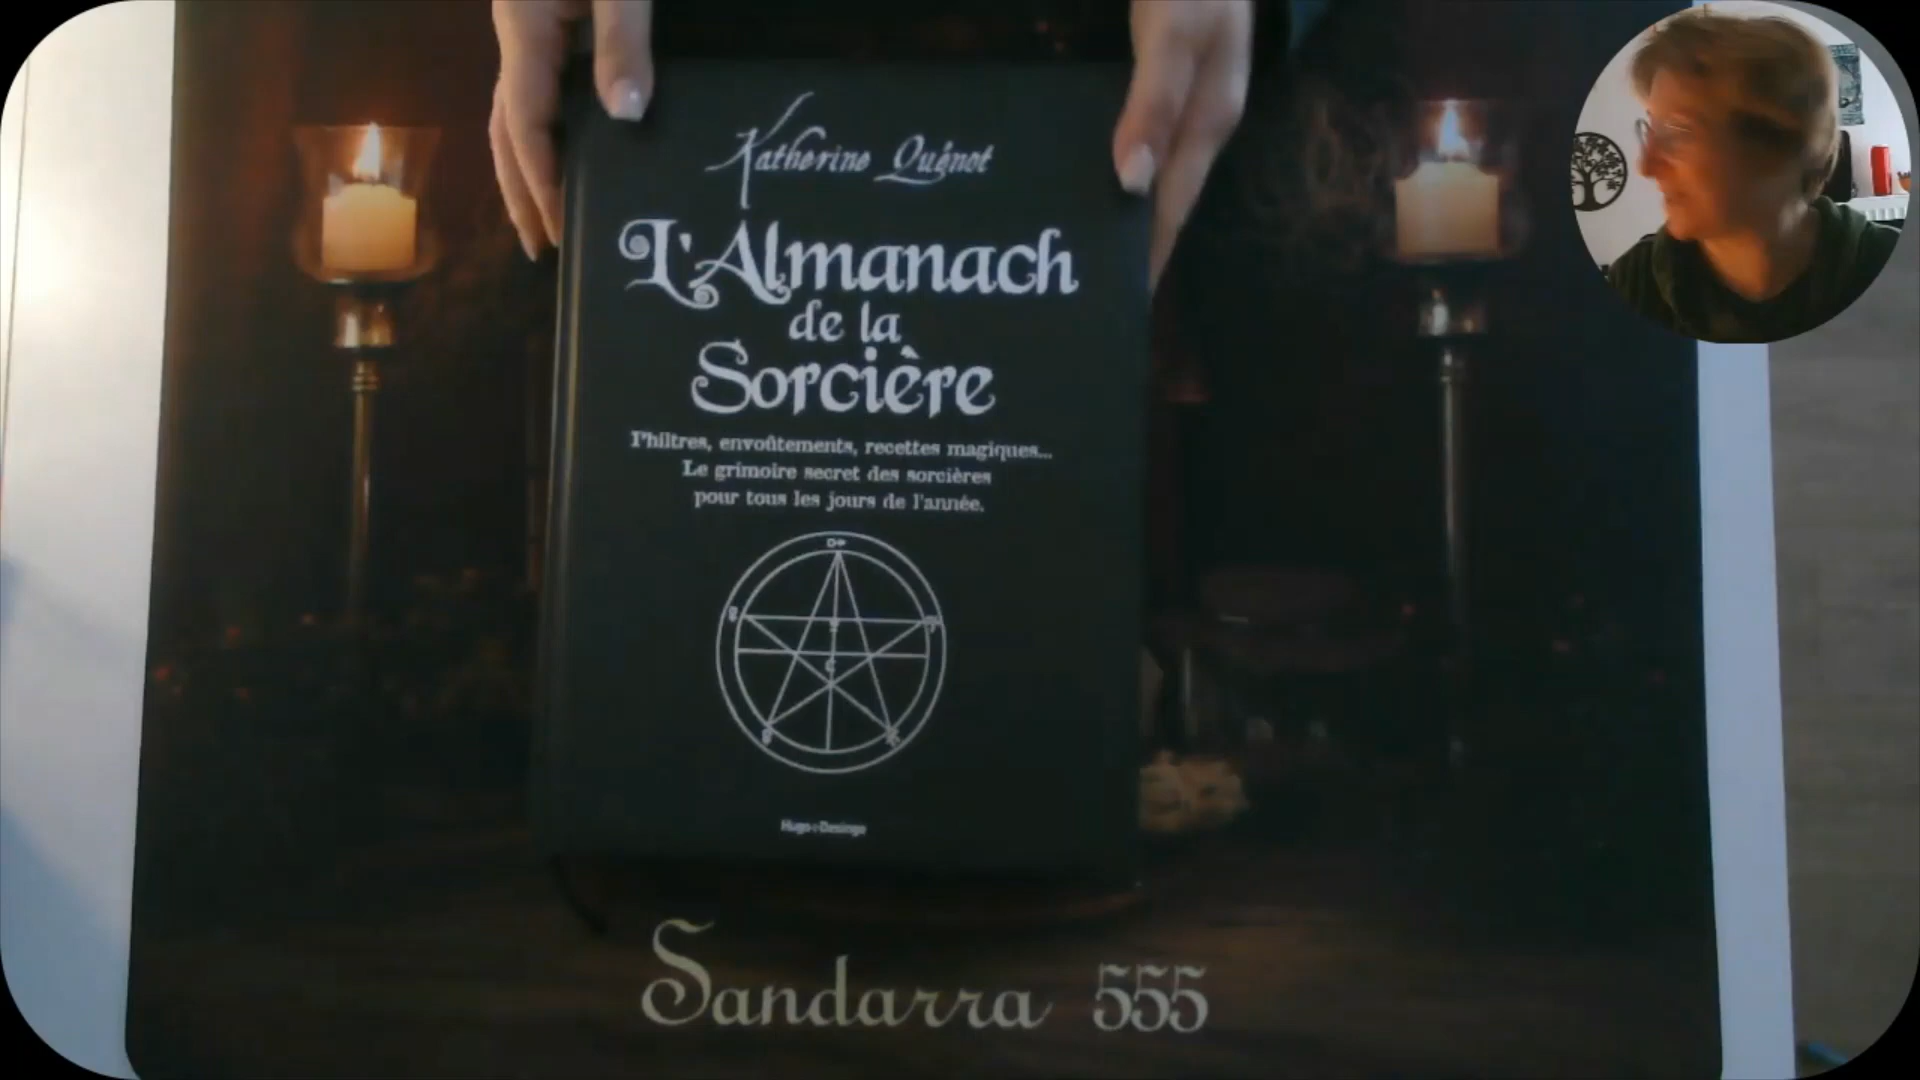 Katherine Quénot
L'Almanach
de la
Sorcière
Philtres, envoûtements, recettes magiques...
Le grimoire secret des sorcières
pour tous les jours de l'année.
Hugo+Desinge
Sandarra 555